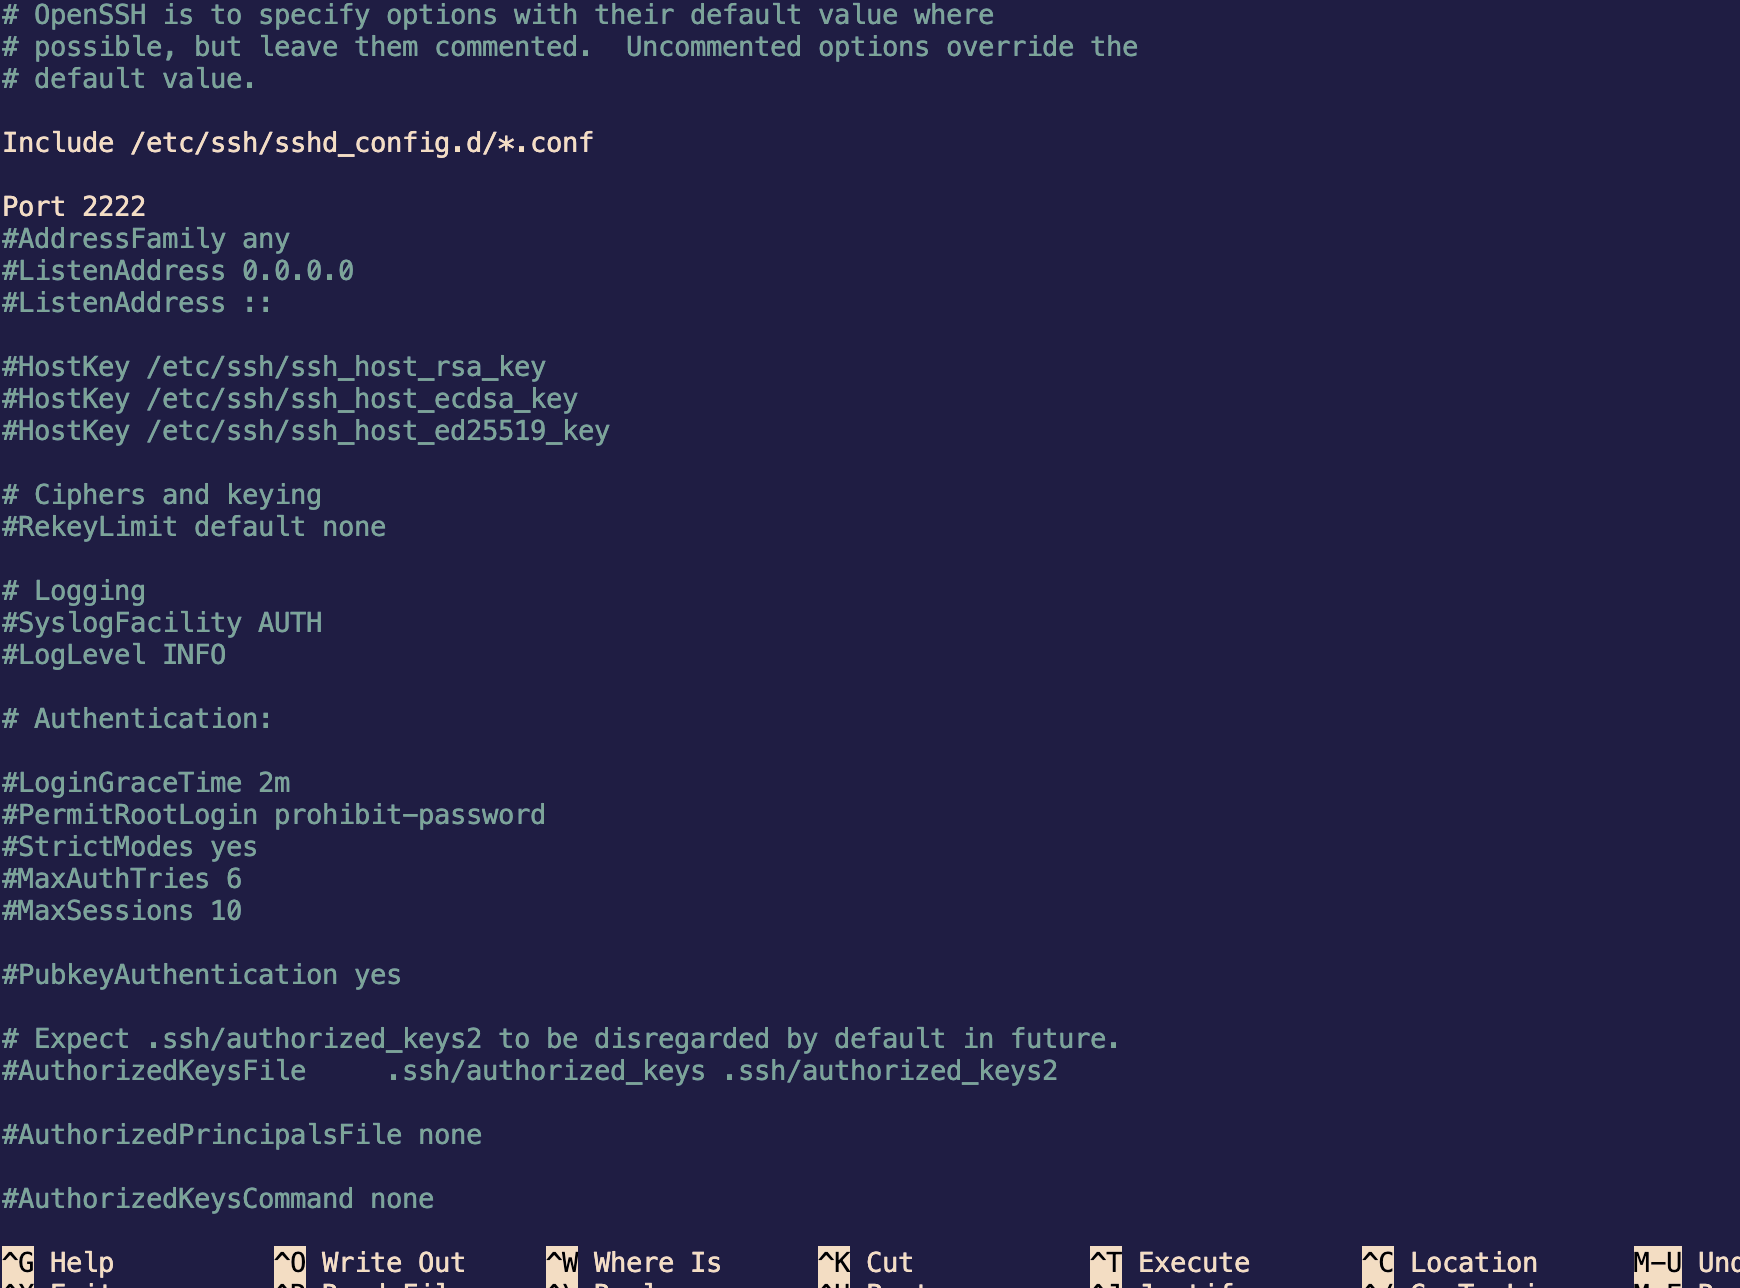 # OpenSSH is to specify options with their default value where
# possible, but leave them commented.  Uncommented options override the
# default value.
Include /etc/ssh/sshd_config.d/*.conf
Port 2222
#AddressFamily any
#ListenAddress 0.0.0.0
#ListenAddress ::
#HostKey /etc/ssh/ssh_host_rsa_key
#HostKey /etc/ssh/ssh_host_ecdsa_key
#HostKey /etc/ssh/ssh_host_ed25519_key
# Ciphers and keying
#RekeyLimit default none
# Logging
#SyslogFacility AUTH
#LogLevel INFO
# Authentication:
#LoginGraceTime 2m
#PermitRootLogin prohibit-password
#StrictModes yes
#MaxAuthTries 6
#MaxSessions 10
#PubkeyAuthentication yes
# Expect .ssh/authorized_keys2 to be disregarded by default in future.
#AuthorizedKeysFile     .ssh/authorized_keys .ssh/authorized_keys2
#AuthorizedPrincipalsFile none
#AuthorizedKeysCommand none
^G Help ^O Write Out ^W Where Is ^K Cut ^T Execute ^C Location M-U